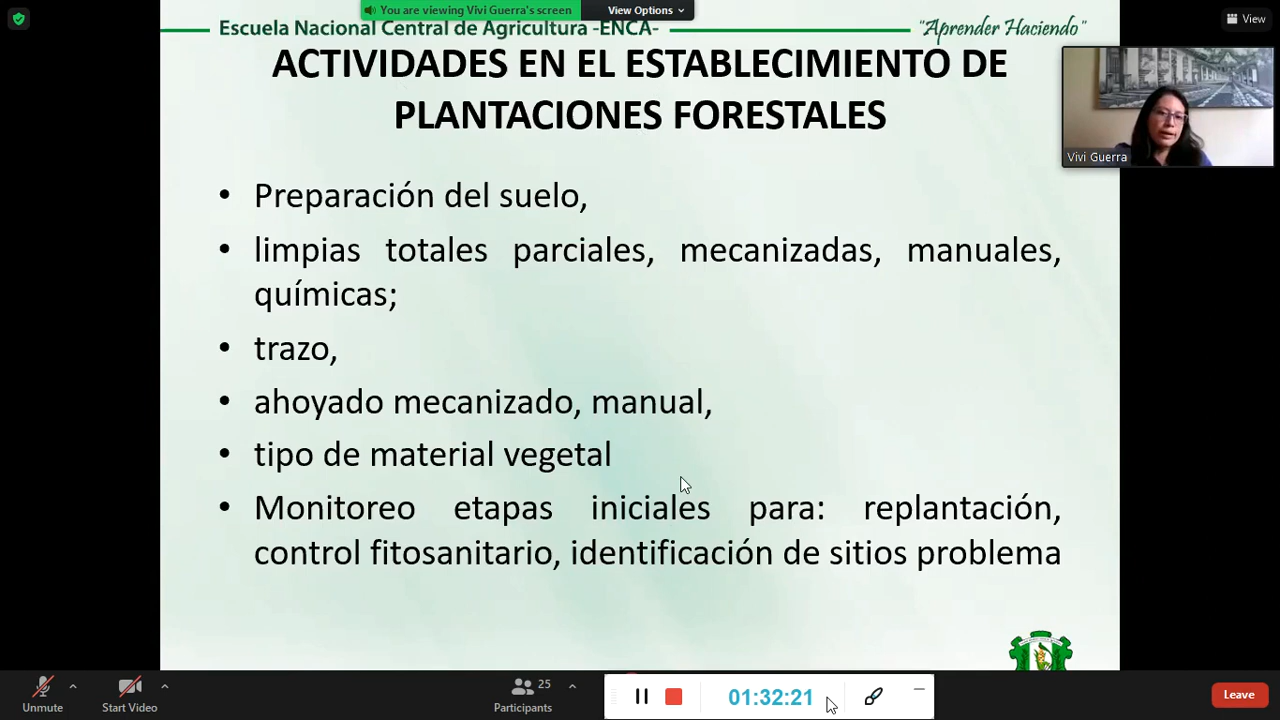 You are viewing Vivi Guerra's screen
View Options
View
Escuela Nacional Central de Agricultura -ENCA-
"Aprender Haciendo"
ACTIVIDADES EN EL ESTABLECIMIENTO DE
PLANTACIONES FORESTALES
Vivi Guerra
• Preparación del suelo,
• limpias totales parciales, mecanizadas, manuales,
químicas;
• trazo,
• ahoyado mecanizado, manual,
• tipo de material vegetal
• Monitoreo etapas iniciales para: replantación,
control fitosanitario, identificación de sitios problema
Unmute
Start Video
25
Participants
01:32:21
Leave